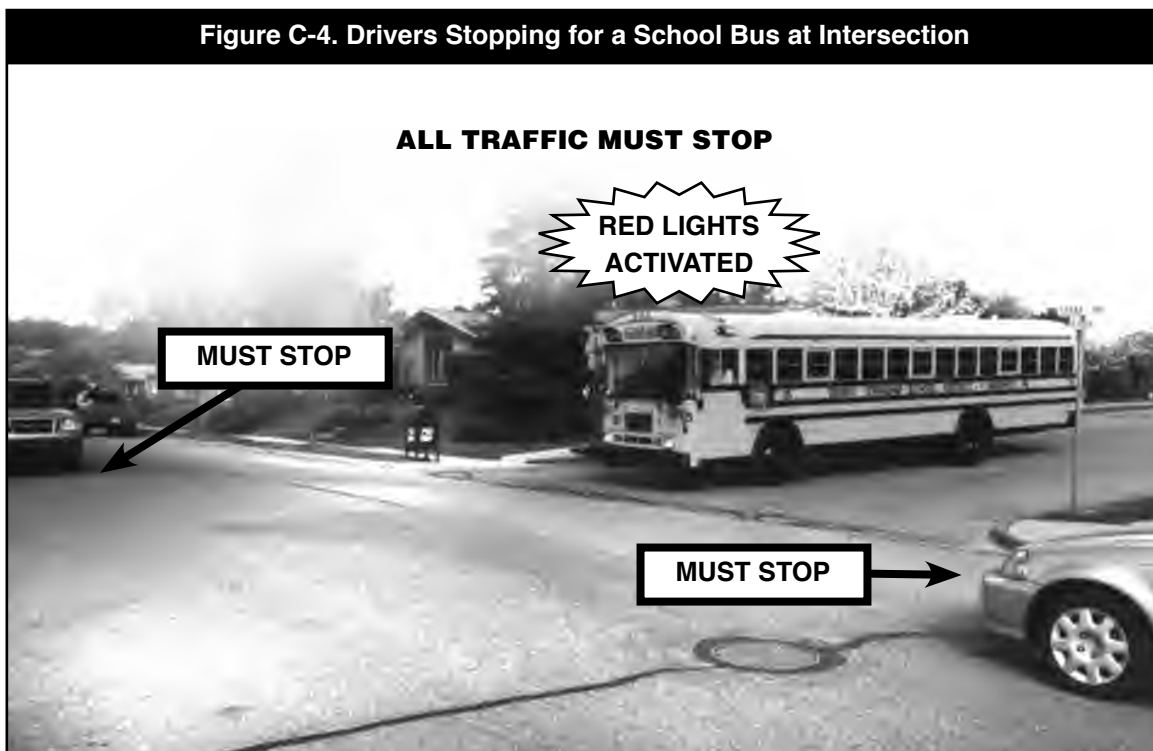 Figure C-4. Drivers Stopping for a School Bus at Intersection
ALL TRAFFIC MUST STOP
RED LIGHTS
ACTIVATED
MUST STOP
MUST STOP